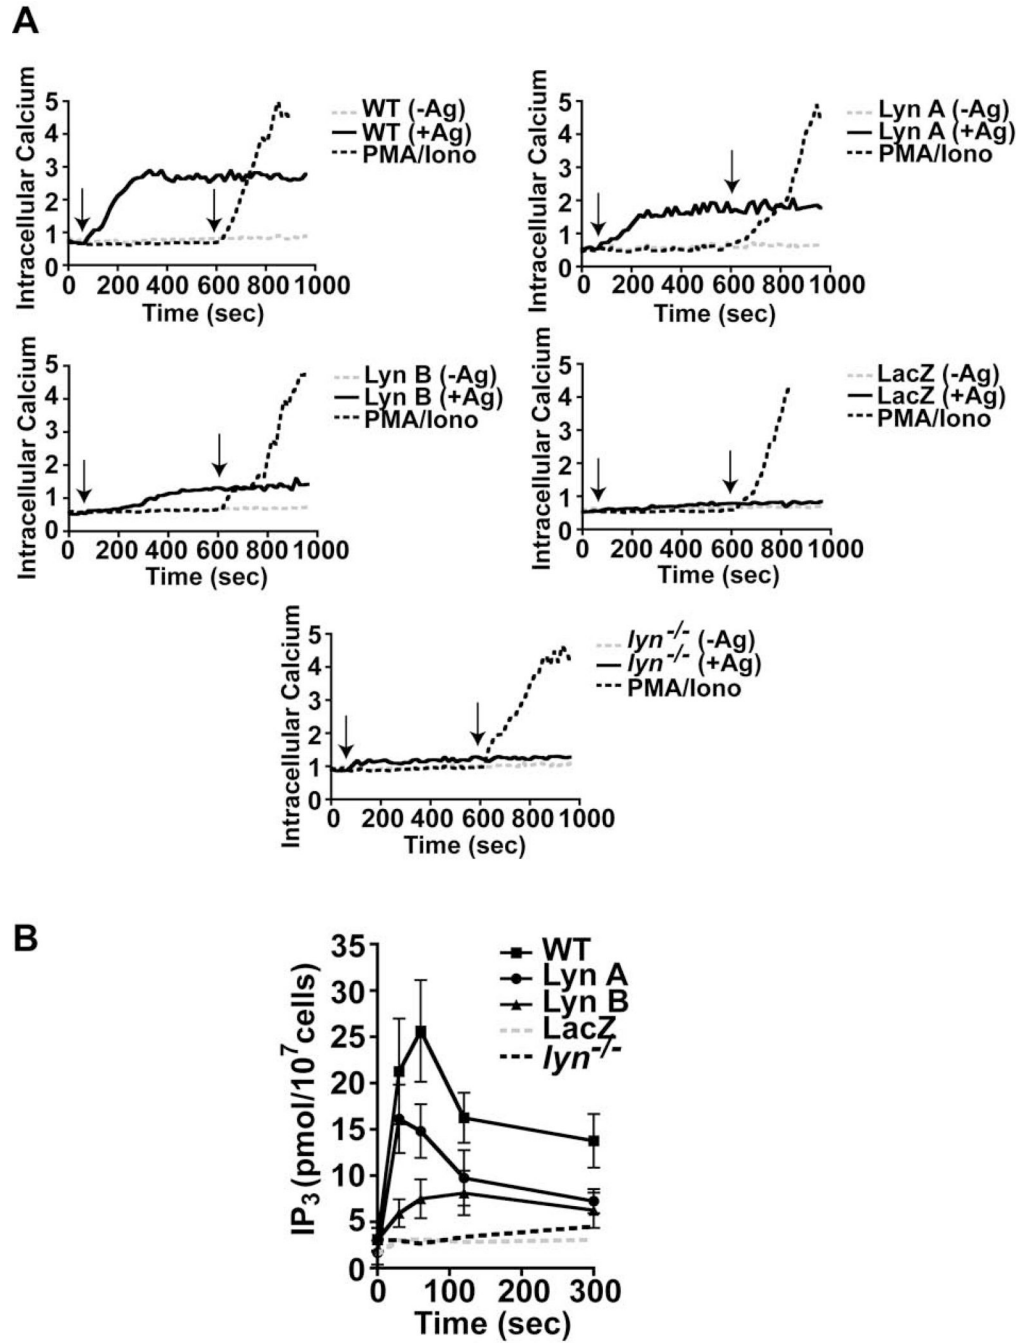 A
Intracellular Calcium
5
4
3
2
1
0
0 200 400 600 800 1000
Time (sec)
WT (-Ag)
WT (+Ag)
PMA/Iono
Intracellular Calcium
5
4
3
2
1
0
0 200 400 600 800 1000
Time (sec)
Lyn A (-Ag)
Lyn A (+Ag)
PMA/Iono
Intracellular Calcium
5
4
3
2
1
0
0 200 400 600 800 1000
Time (sec)
Lyn B (-Ag)
Lyn B (+Ag)
PMA/Iono
Intracellular Calcium
5
4
3
2
1
0
0 200 400 600 800 1000
Time (sec)
LacZ (-Ag)
LacZ (+Ag)
PMA/Iono
Intracellular Calcium
5
4
3
2
1
0
0 200 400 600 800 1000
Time (sec)
lyn -/- (-Ag)
lyn -/- (+Ag)
PMA/Iono
B
IP3 (pmol/10^7 cells)
35
30
25
20
15
10
5
0
0 100 200 300
Time (sec)
WT
Lyn A
Lyn B
LacZ
lyn-/-